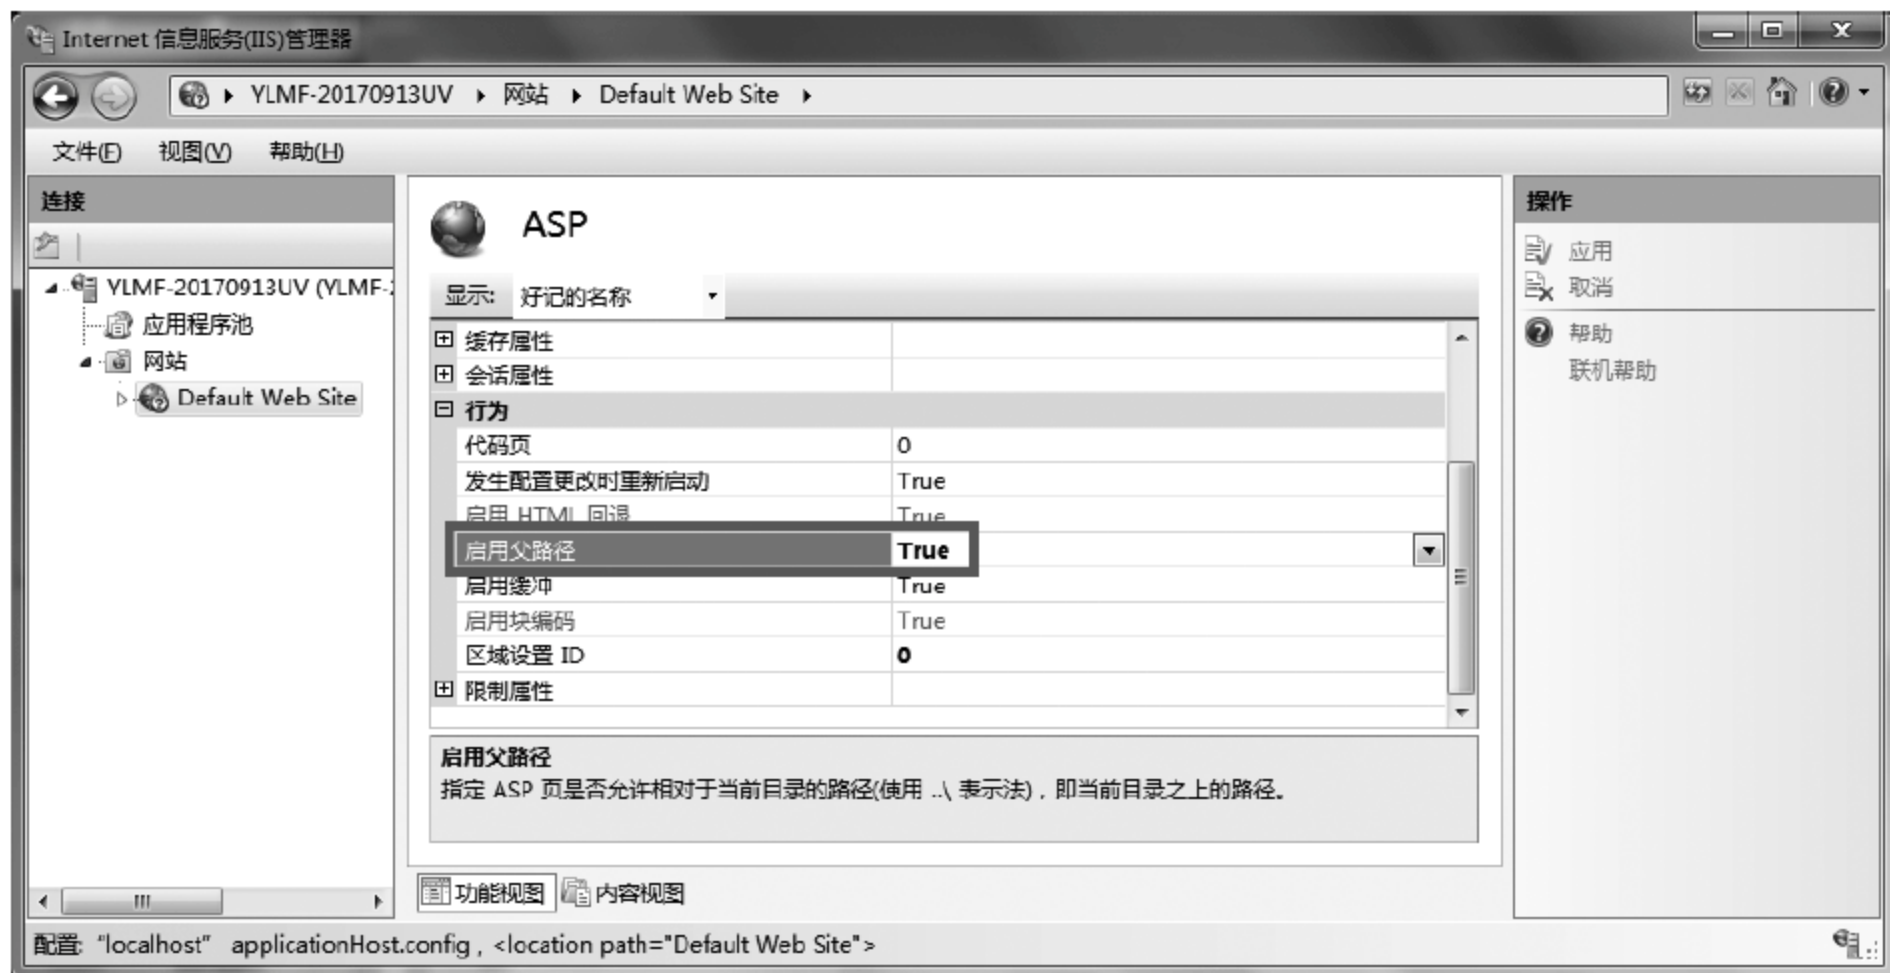 Internet 信息服务(IIS)管理器
YLMF-20170913UV 网站 Default Web Site
文件(F) 视图(V) 帮助(H)
连接
YLMF-20170913UV (YLMF-
应用程序池
网站
Default Web Site
ASP
显示: 好记的名称
缓存属性
会话属性
行为
代码页 0
发生配置更改时重新启动 True
启用 HTML 回退 True
启用父路径 True
启用缓冲 True
启用块编码 True
区域设置 ID 0
限制属性
启用父路径
指定 ASP 页是否允许相对于当前目录的路径(使用 ..\ 表示法)，即当前目录之上的路径。
功能视图 内容视图
操作
应用
取消
帮助
联机帮助
配置: "localhost" applicationHost.config , <location path="Default Web Site">